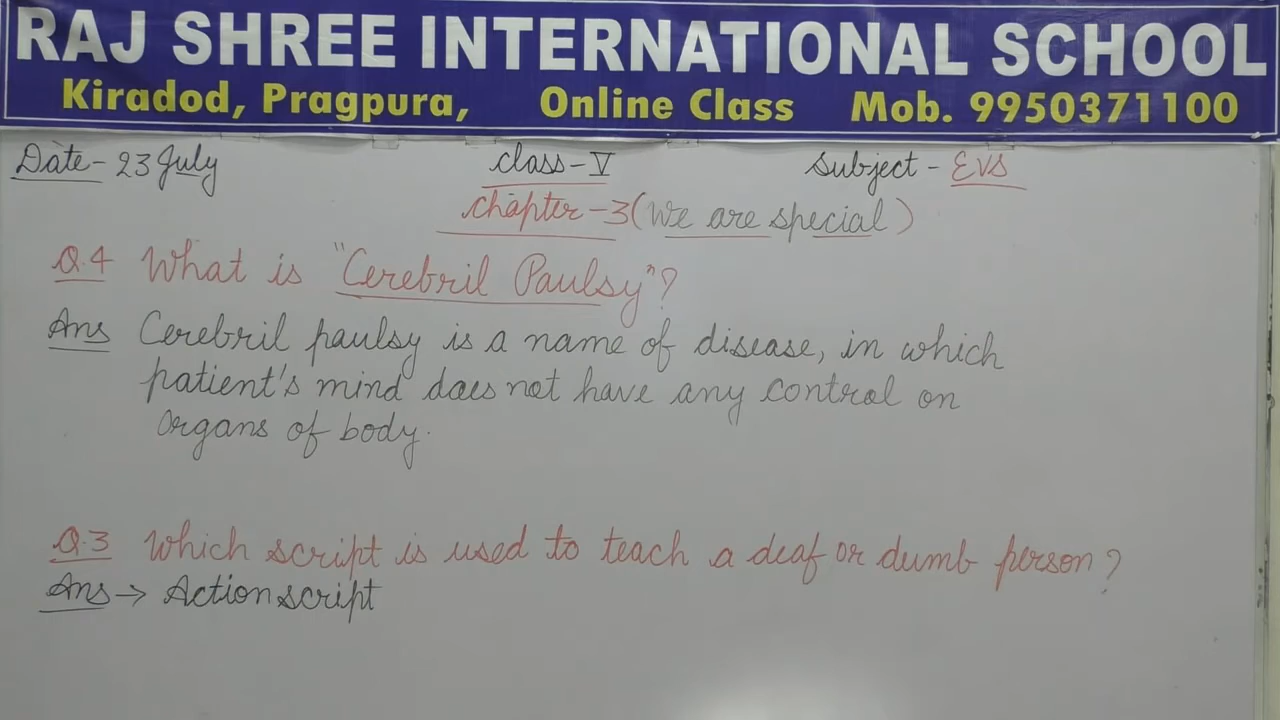 RAJ SHREE INTERNATIONAL SCHOOL
Kiradod, Pragpura, Online Class Mob. 9950371100
Date- 23 July Class-V Subject - EVS
Chapter-3 (We are special)
Q.4 What is "Cerebril Paulsy"?
Ans Cerebril paulsy is a name of disease, in which
patient's mind does not have any control on
organs of body.
Q.3 Which script is used to teach a deaf or dumb person?
Ans → Action script